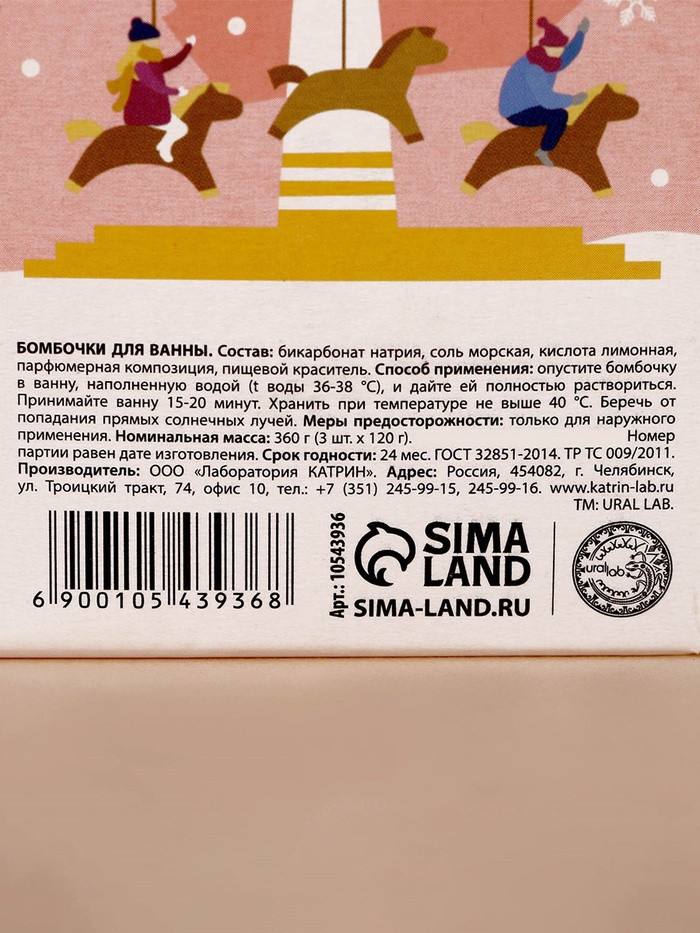 БОМБОЧКИ ДЛЯ ВАННЫ. Состав: бикарбонат натрия, соль морская, кислота лимонная,
парфюмерная композиция, пищевой краситель. Способ применения: опустите бомбочку
в ванну, наполненную водой (t воды 36-38 °С), и дайте ей полностью раствориться.
Принимайте ванну 15-20 минут. Хранить при температуре не выше 40 °С. Беречь от
попадания прямых солнечных лучей. Меры предосторожности: только для наружного
применения. Номинальная масса: 360 г (3 шт. х 120 г). Номер
партии равен дате изготовления. Срок годности: 24 мес. ГОСТ 32851-2014. ТР ТС 009/2011.
Производитель: ООО «Лаборатория КАТРИН». Адрес: Россия, 454082, г. Челябинск,
ул. Троицкий тракт, 74, офис 10, тел.: +7 (351) 245-99-15, 245-99-16. www.katrin-lab.ru
TM: URAL LAB.
6 900105 439368
Арт.: 10543936
SIMA
LAND
SIMA-LAND.RU
urallab